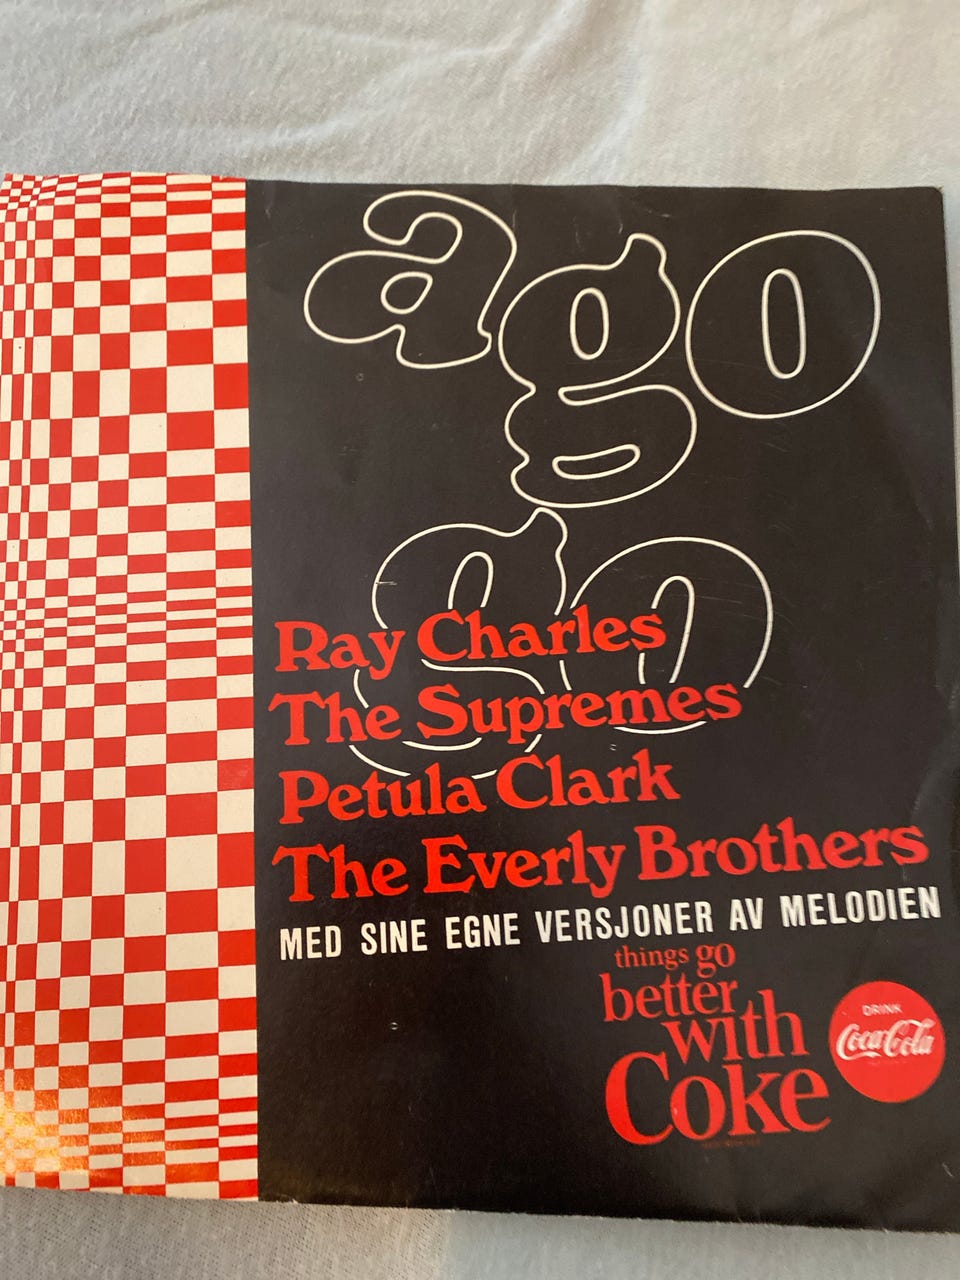 a go
go
Ray Charles
The Supremes
Petula Clark
The Everly Brothers
MED SINE EGNE VERSJONER AV MELODIEN
things go
better
with
Coke
DRINK
Coca-Cola